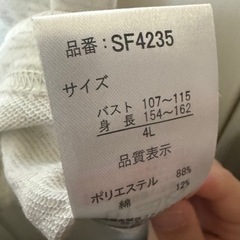 品番：SF4235
サイズ
バスト 107～115
身長 154～162
4L
品質表示
88%
ポリエステル
12%
綿